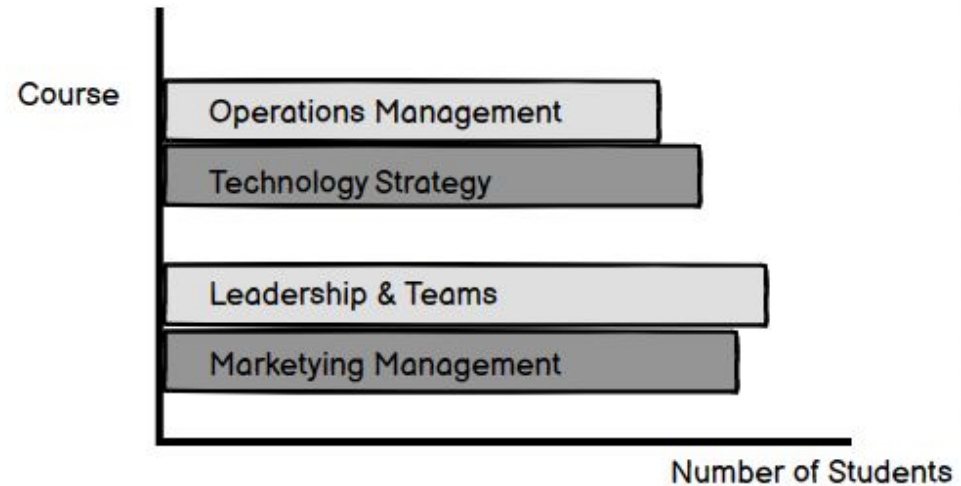 Course
Operations Management
Technology Strategy
Leadership & Teams
Marketying Management
Number of Students